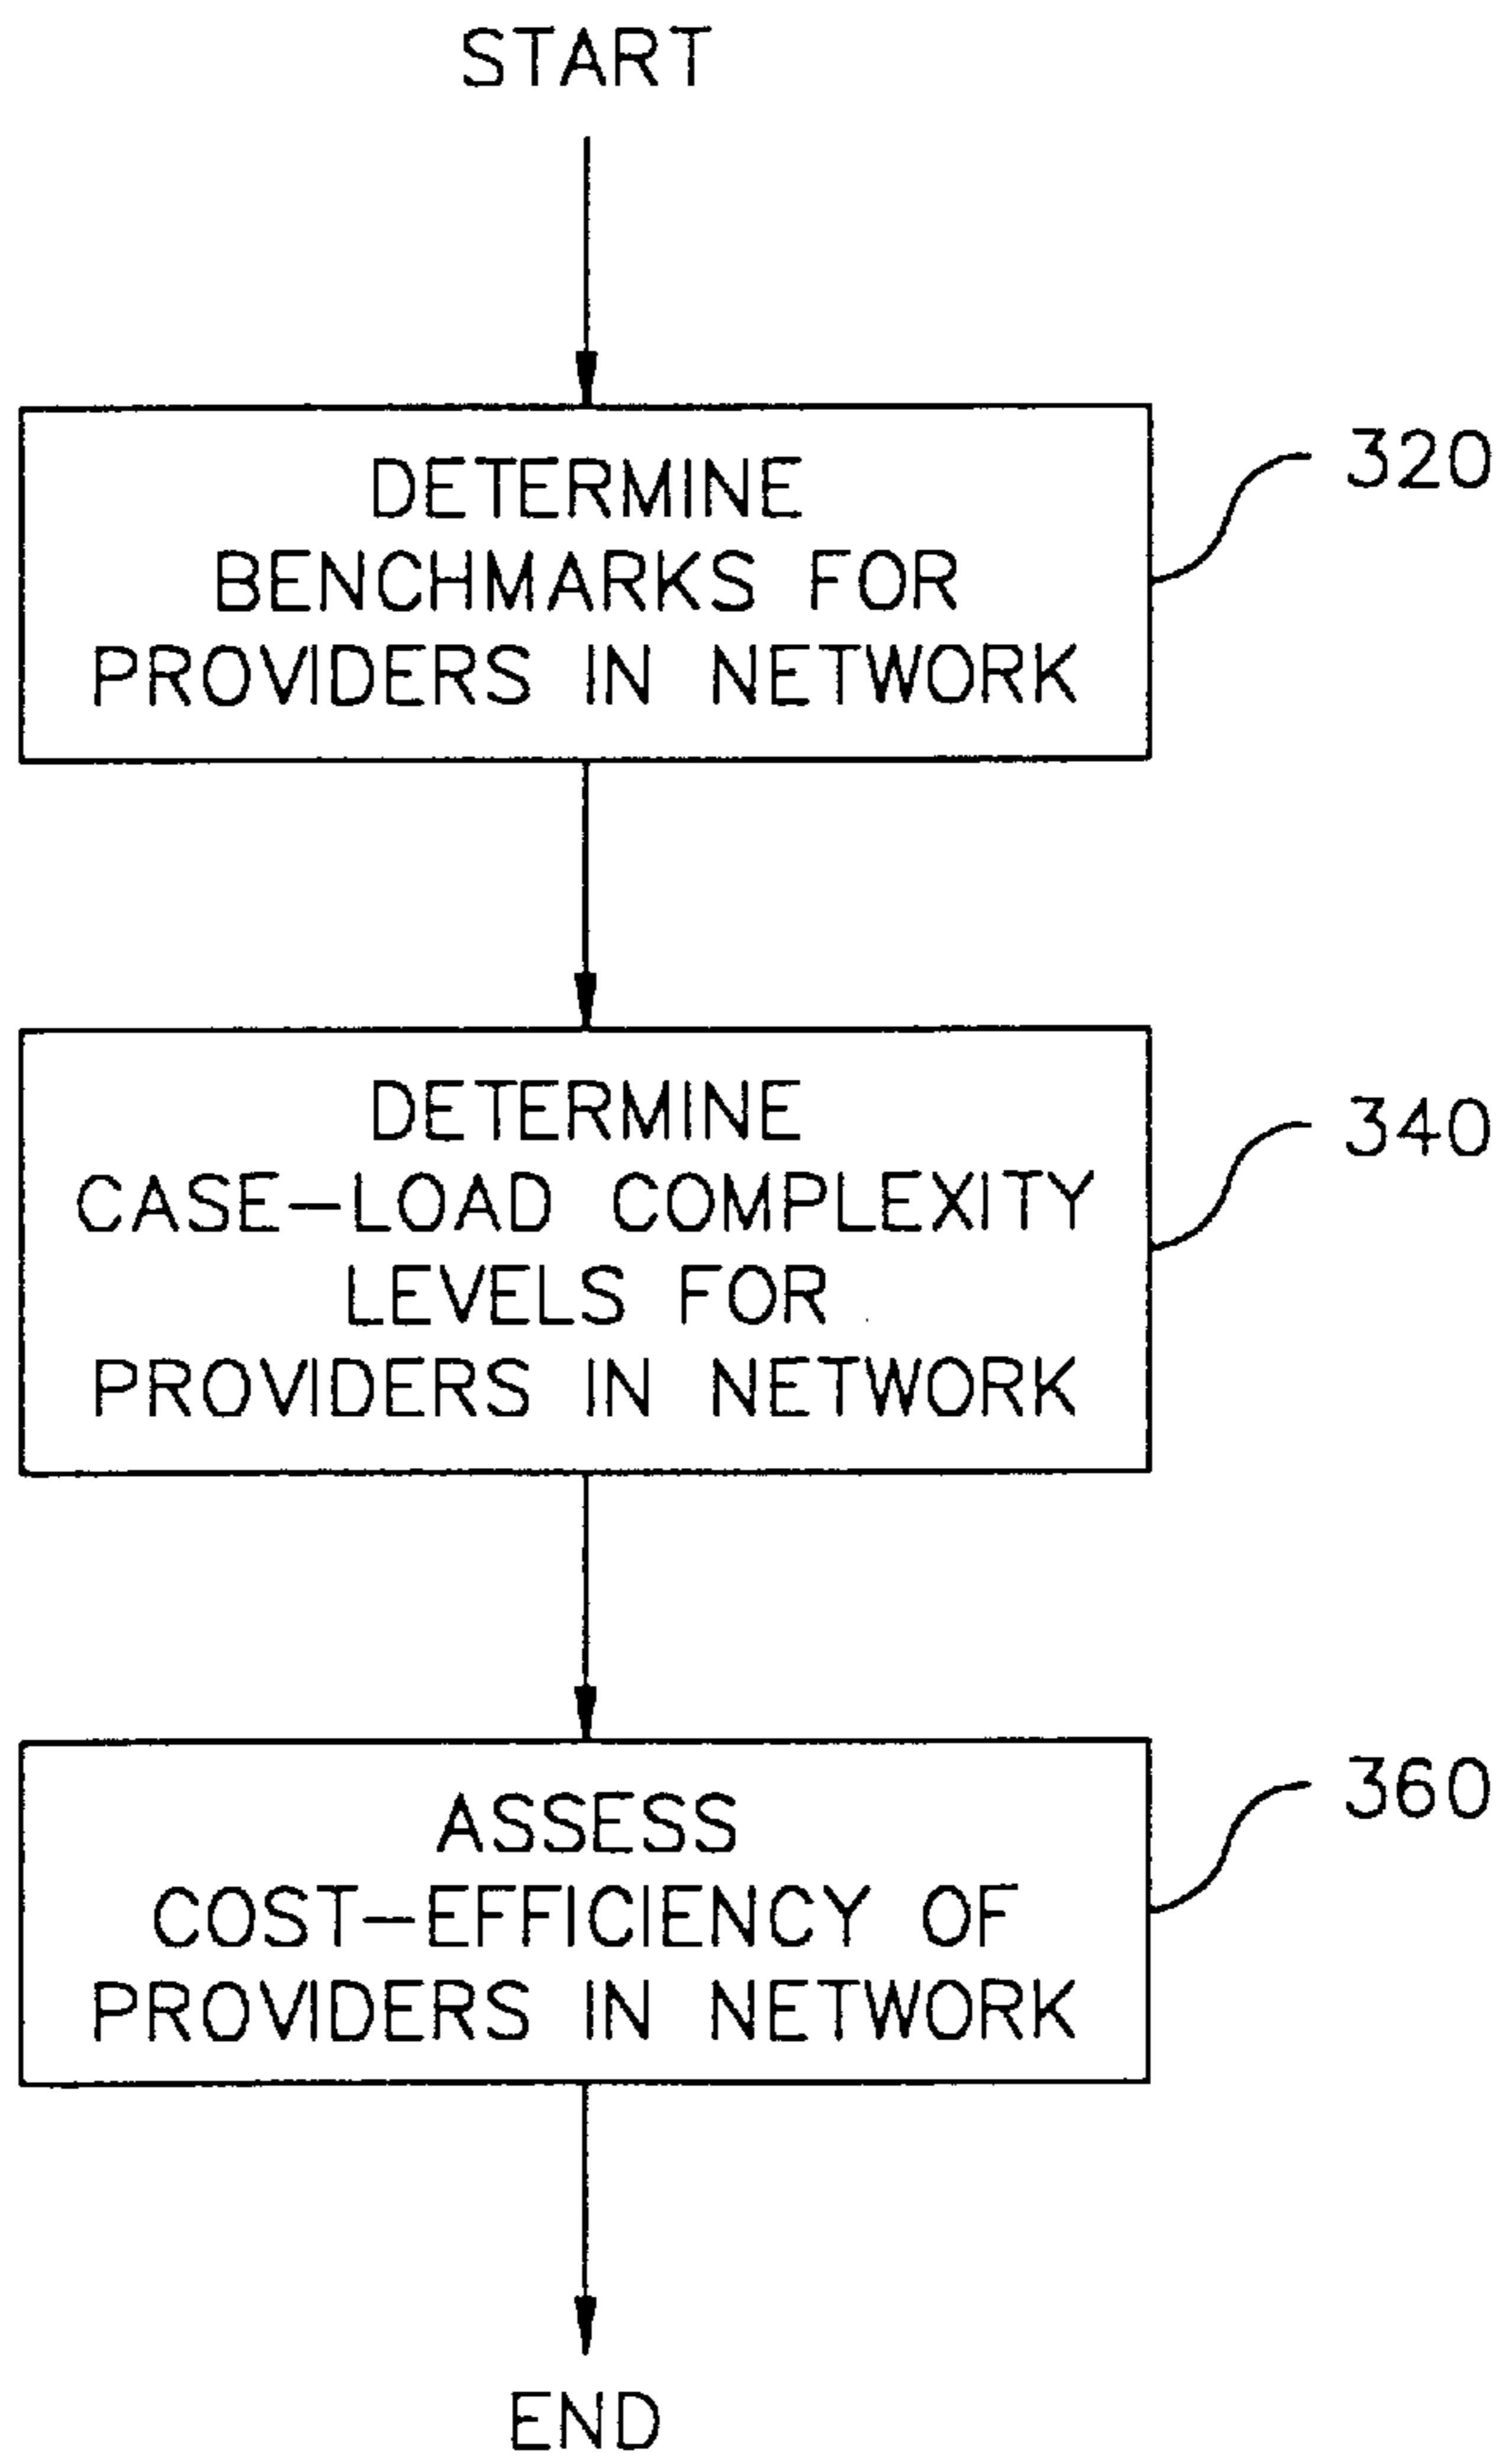 START
DETERMINE
BENCHMARKS FOR
PROVIDERS IN NETWORK
320
DETERMINE
CASE-LOAD COMPLEXITY
LEVELS FOR
PROVIDERS IN NETWORK
340
ASSESS
COST-EFFICIENCY OF
PROVIDERS IN NETWORK
360
END